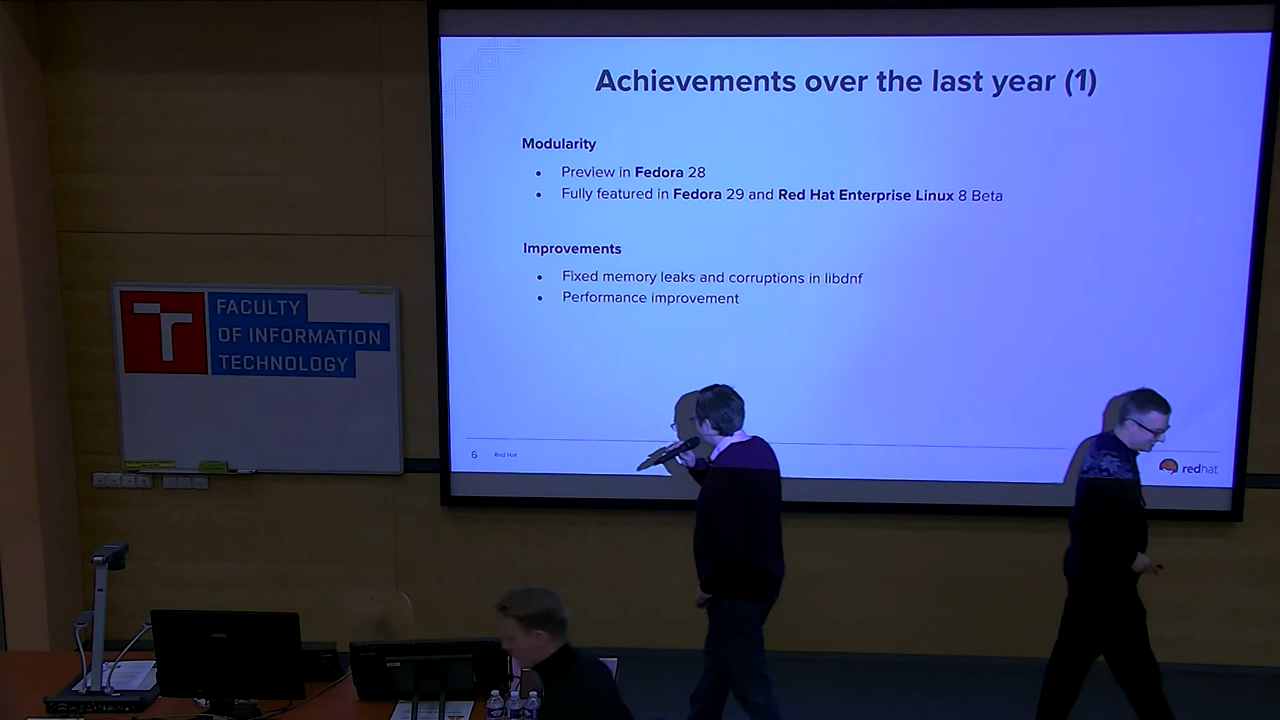 Achievements over the last year (1)
Modularity
Preview in Fedora 28
Fully featured in Fedora 29 and Red Hat Enterprise Linux 8 Beta
Improvements
Fixed memory leaks and corruptions in libdnf
Performance improvement
6
Red Hat
redhat
FACULTY
OF INFORMATION
TECHNOLOGY